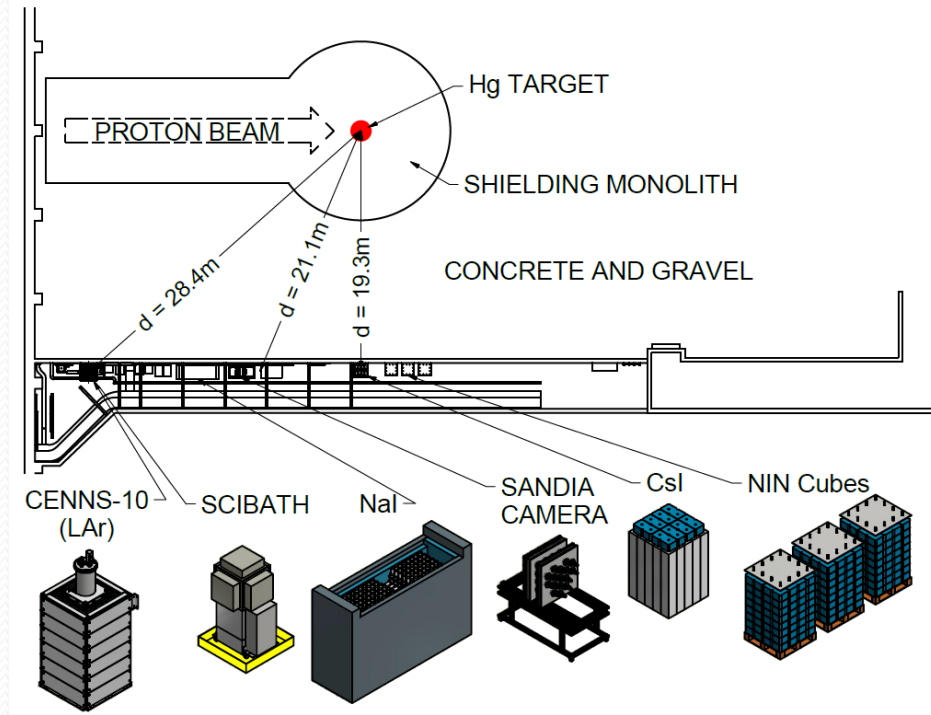 Hg TARGET
PROTON BEAM
SHIELDING MONOLITH
d = 28.4m
d = 21.1m
d = 19.3m
CONCRETE AND GRAVEL
CENNS-10
(LAr)
SCIBATH
NaI
SANDIA
CAMERA
CsI
NIN Cubes